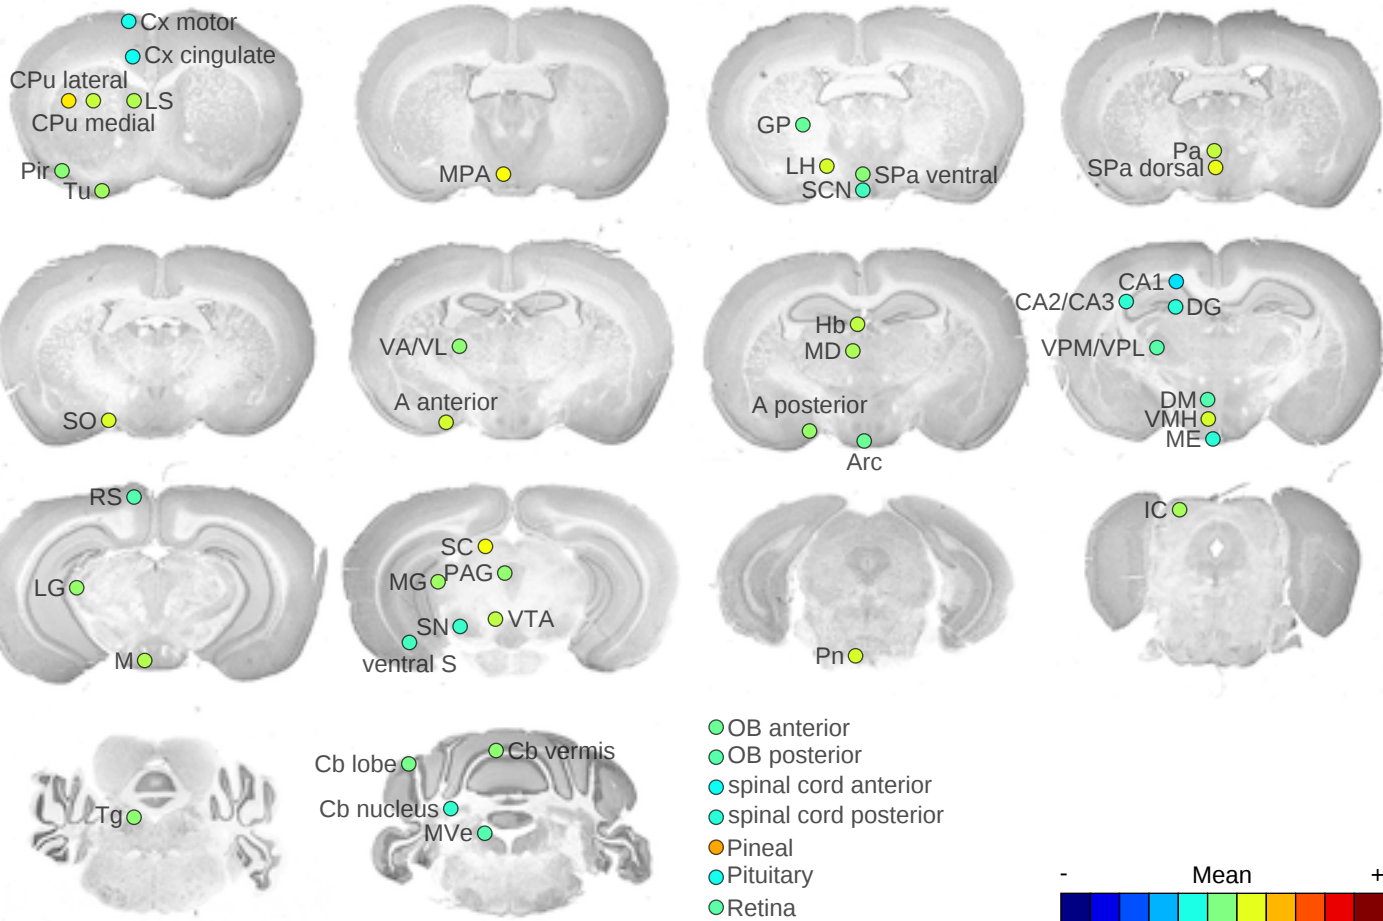 Cx motor
Cx cingulate
CPu lateral
LS
CPu medial
Pir
Tu
MPA
GP
LH
SPa ventral
SCN
Pa
SPa dorsal
SO
VA/VL
A anterior
Hb
MD
A posterior
Arc
CA1
CA2/CA3
DG
VPM/VPL
DM
VMH
ME
RS
LG
M
SC
PAG
MG
VTA
SN
ventral S
Pn
IC
Tg
Cb vermis
Cb lobe
Cb nucleus
MVe
OB anterior
OB posterior
spinal cord anterior
spinal cord posterior
Pineal
Pituitary
Retina
- Mean +